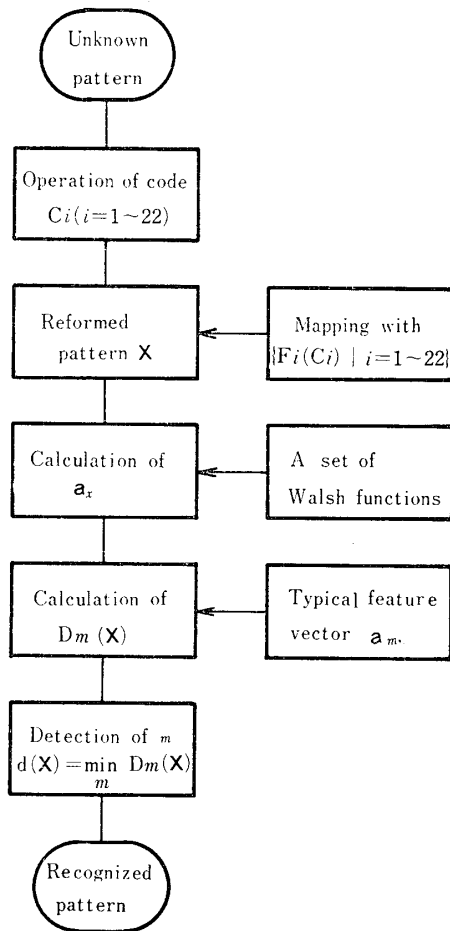 Unknown
pattern
Operation of code
Ci(i=1~22)
Reformed
pattern X
Mapping with
{Fi(Ci) | i=1~22}
Calculation of
aₓ
A set of
Walsh functions
Calculation of
Dm(X)
Typical feature
vector aₘ.
Detection of m
d(X)=min Dm(X)
m
Recognized
pattern